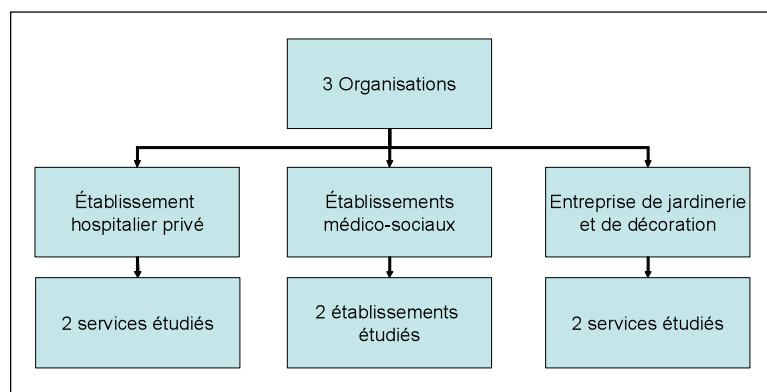 3 Organisations
Établissement
hospitalier privé
Établissements
médico-sociaux
Entreprise de jardinerie
et de décoration
2 services étudiés
2 établissements
étudiés
2 services étudiés